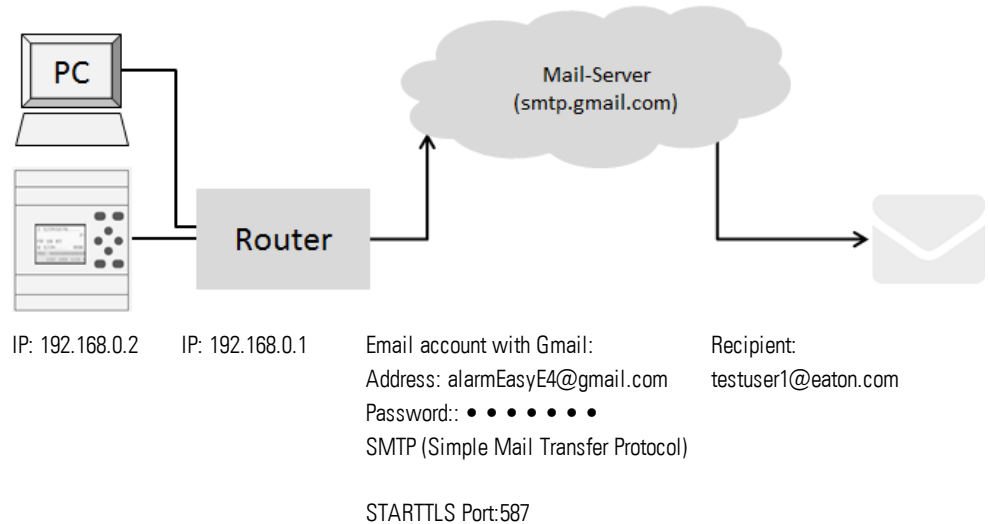 PC
Mail-Server
(smtp.gmail.com)
Router
IP: 192.168.0.2
IP: 192.168.0.1
Email account with Gmail:
Address: alarmEasyE4@gmail.com
Password:: • • • • • • •
SMTP (Simple Mail Transfer Protocol)
STARTTLS Port:587
Recipient:
testuser1@eaton.com